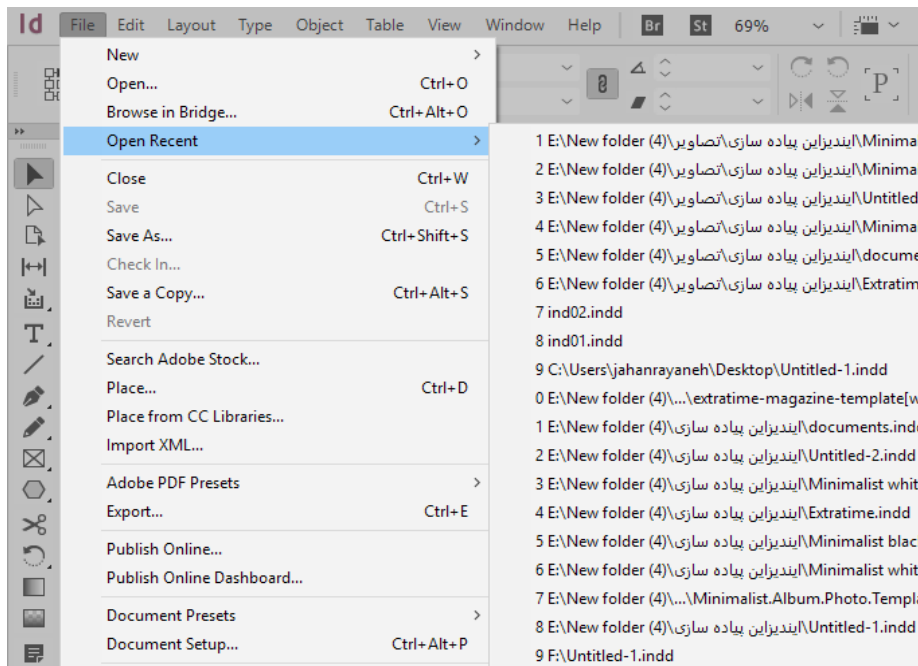 Id File Edit Layout Type Object Table View Window Help Br St 69%
New
Open... Ctrl+O
Browse in Bridge... Ctrl+Alt+O
Open Recent
Close Ctrl+W
Save Ctrl+S
Save As... Ctrl+Shift+S
Check In...
Save a Copy... Ctrl+Alt+S
Revert
Search Adobe Stock...
Place... Ctrl+D
Place from CC Libraries...
Import XML...
Adobe PDF Presets
Export... Ctrl+E
Publish Online...
Publish Online Dashboard...
Document Presets
Document Setup... Ctrl+Alt+P
1 E:\New folder (4)\ایندیزاین پیاده سازی\تصاویر\Minima
2 E:\New folder (4)\ایندیزاین پیاده سازی\تصاویر\Minima
3 E:\New folder (4)\ایندیزاین پیاده سازی\تصاویر\Untitled
4 E:\New folder (4)\ایندیزاین پیاده سازی\تصاویر\Minima
5 E:\New folder (4)\ایندیزاین پیاده سازی\تصاویر\docume
6 E:\New folder (4)\ایندیزاین پیاده سازی\تصاویر\Extratim
7 ind02.indd
8 ind01.indd
9 C:\Users\jahanrayaneh\Desktop\Untitled-1.indd
0 E:\New folder (4)\...\extratime-magazine-template[w
1 E:\New folder (4)\ایندیزاین پیاده سازی\documents.ind
2 E:\New folder (4)\ایندیزاین پیاده سازی\Untitled-2.indd
3 E:\New folder (4)\ایندیزاین پیاده سازی\Minimalist whit
4 E:\New folder (4)\ایندیزاین پیاده سازی\Extratime.indd
5 E:\New folder (4)\ایندیزاین پیاده سازی\Minimalist blac
6 E:\New folder (4)\ایندیزاین پیاده سازی\Minimalist whit
7 E:\New folder (4)\...\Minimalist.Album.Photo.Templa
8 E:\New folder (4)\ایندیزاین پیاده سازی\Untitled-1.indd
9 F:\Untitled-1.indd